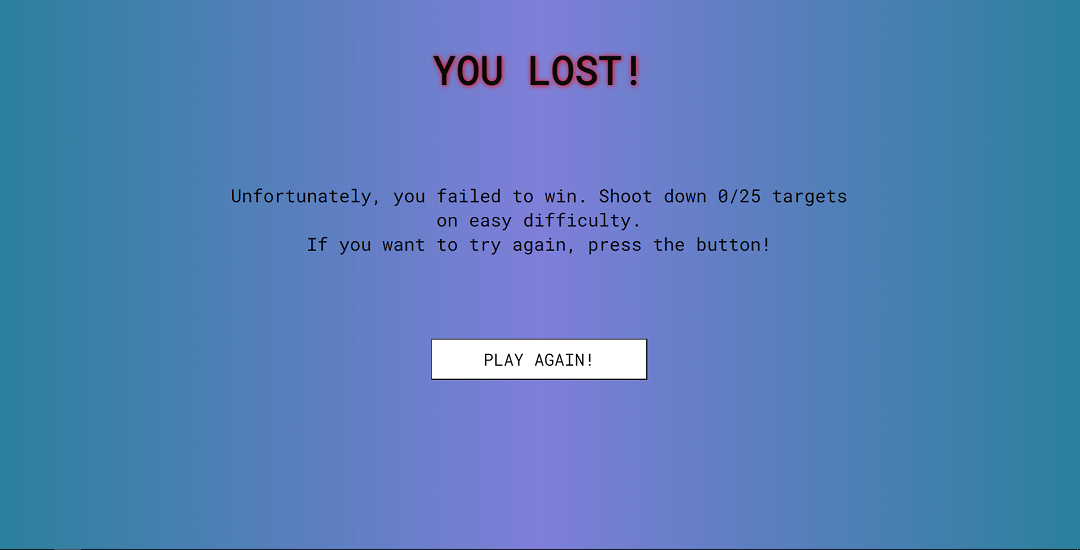 YOU LOST!
Unfortunately, you failed to win. Shoot down 0/25 targets
on easy difficulty.
If you want to try again, press the button!
PLAY AGAIN!